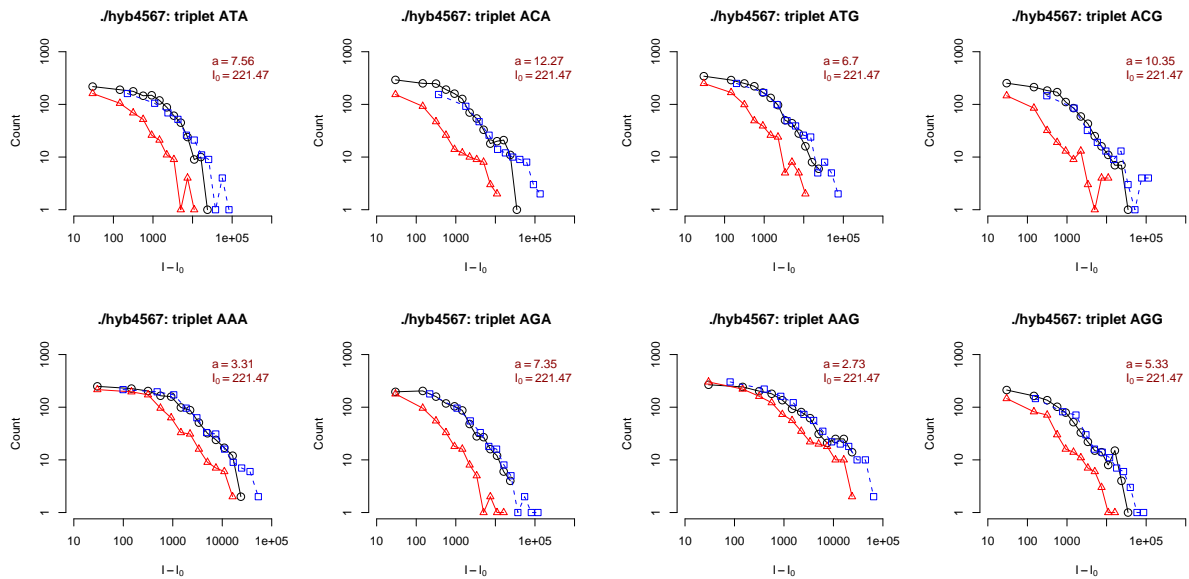 ./hyb4567: triplet ATA
a = 7.56
I0 = 221.47
Count
1
10
100
1000
10
100
1000
1e+05
I − I0
./hyb4567: triplet ACA
a = 12.27
I0 = 221.47
Count
1
10
100
1000
10
100
1000
1e+05
I − I0
./hyb4567: triplet ATG
a = 6.7
I0 = 221.47
Count
1
10
100
1000
10
100
1000
1e+05
I − I0
./hyb4567: triplet ACG
a = 10.35
I0 = 221.47
Count
1
10
100
1000
10
100
1000
1e+05
I − I0
./hyb4567: triplet AAA
a = 3.31
I0 = 221.47
Count
1
10
100
1000
10
100
1000
10000
1e+05
I − I0
./hyb4567: triplet AGA
a = 7.35
I0 = 221.47
Count
1
10
100
1000
10
100
1000
1e+05
I − I0
./hyb4567: triplet AAG
a = 2.73
I0 = 221.47
Count
1
10
100
1000
10
100
1000
10000
I − I0
./hyb4567: triplet AGG
a = 5.33
I0 = 221.47
Count
1
10
100
1000
10
100
1000
1e+05
I − I0